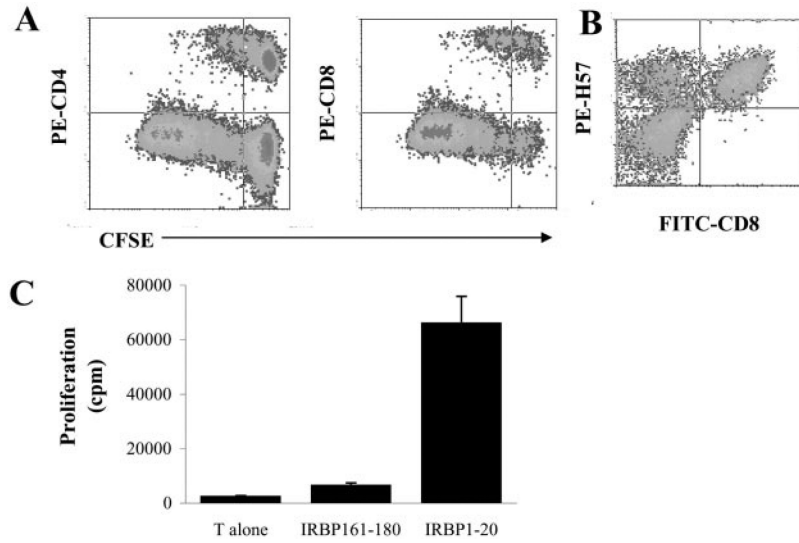 A
PE-CD4
PE-CD8
CFSE
B
PE-H57
FITC-CD8
C
Proliferation
(cpm)
80000
60000
40000
20000
0
T alone
IRBP161-180
IRBP1-20